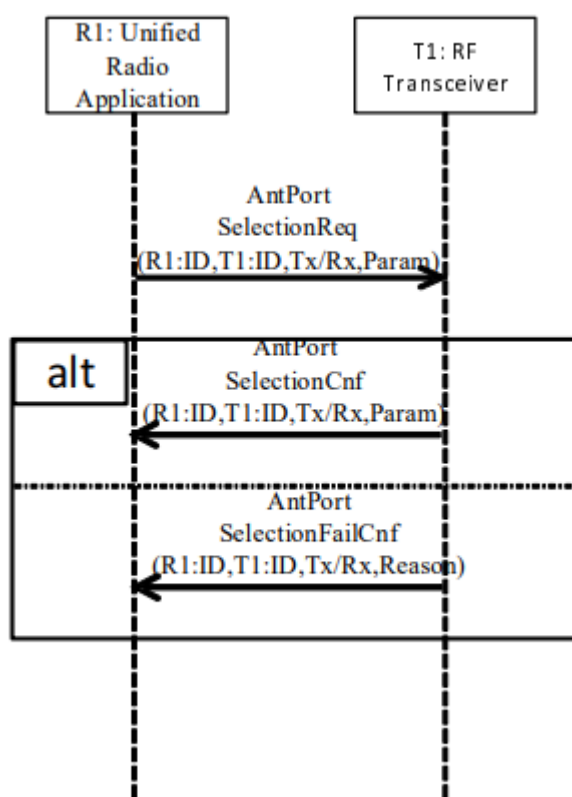 R1: Unified
Radio
Application
T1: RF
Transceiver
AntPort
SelectionReq
(R1:ID,T1:ID,Tx/Rx,Param)
alt
AntPort
SelectionCnf
(R1:ID,T1:ID,Tx/Rx,Param)
AntPort
SelectionFailCnf
(R1:ID,T1:ID,Tx/Rx,Reason)